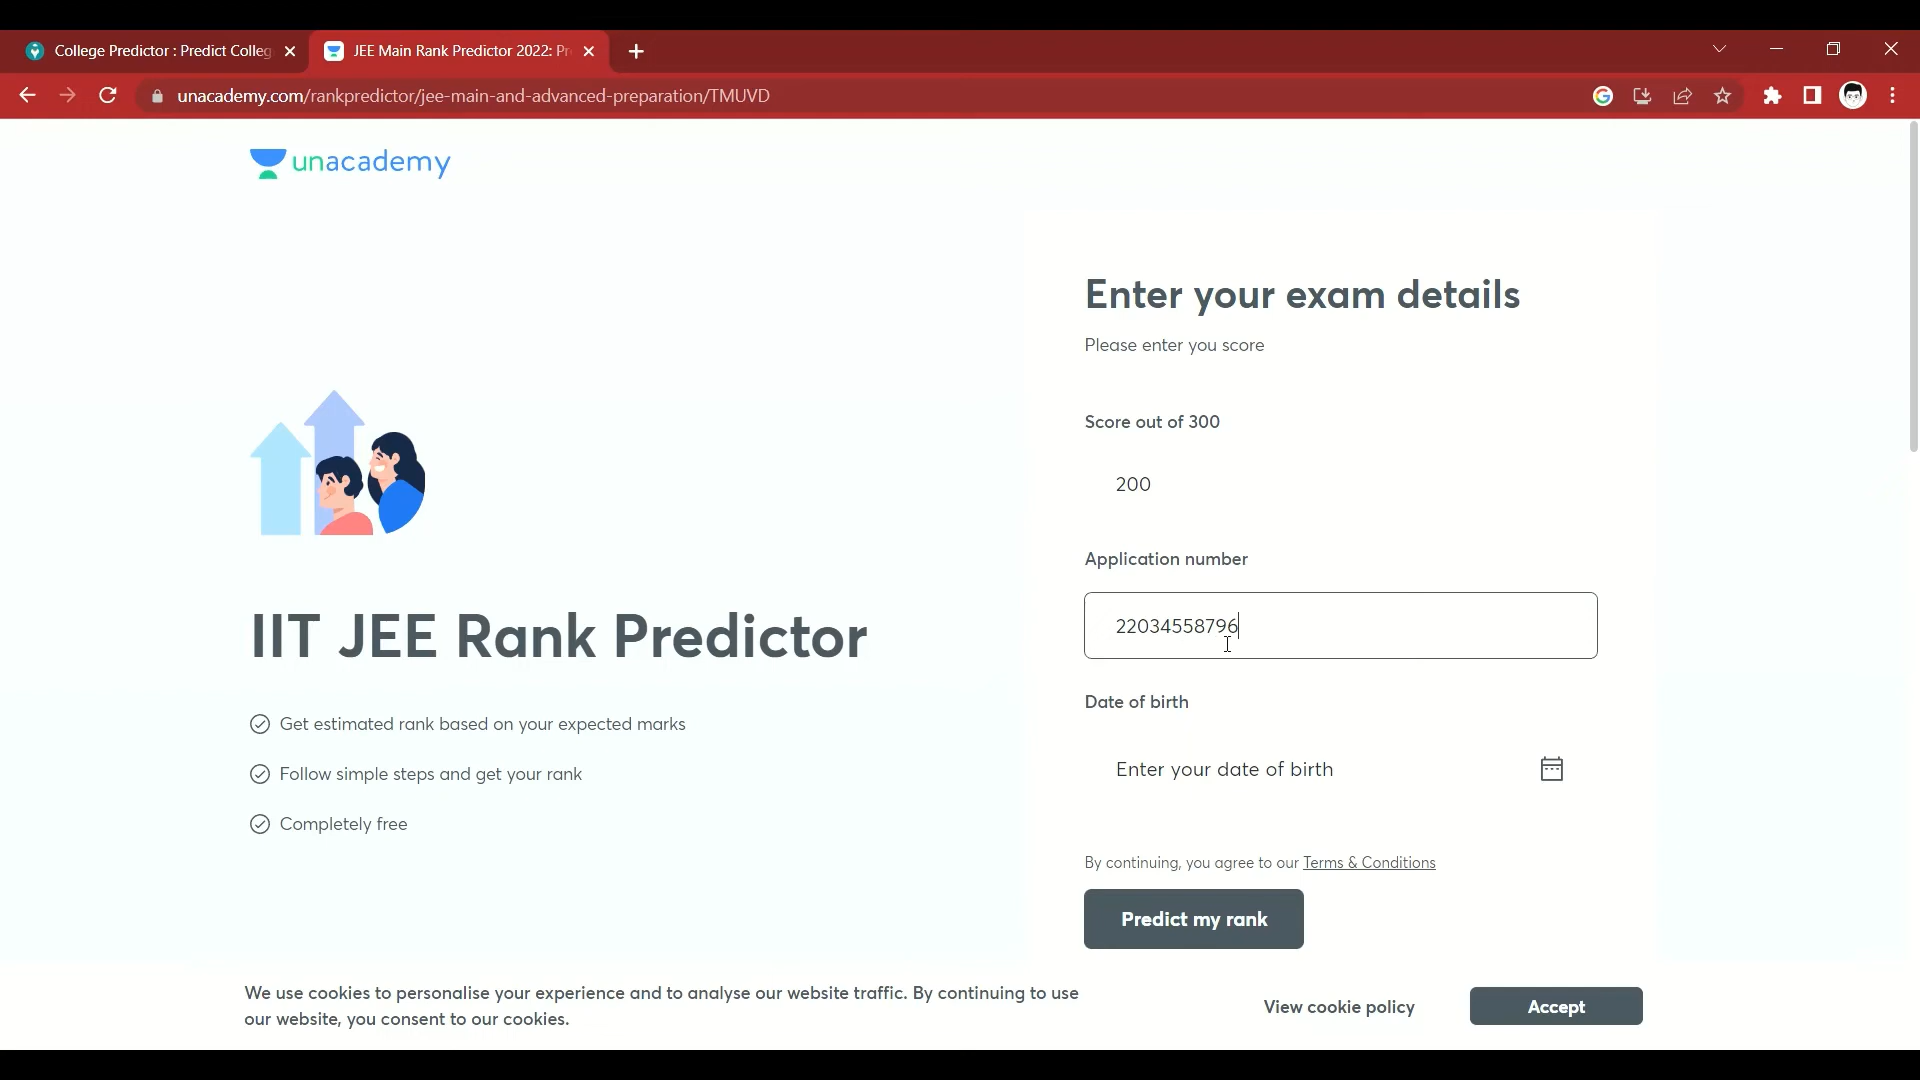 College Predictor : Predict Colleg
JEE Main Rank Predictor 2022: Pr
unacademy.com/rankpredictor/jee-main-and-advanced-preparation/TMUVD
unacademy
Enter your exam details
Please enter you score
Score out of 300
200
Application number
22034558796
Date of birth
Enter your date of birth
IIT JEE Rank Predictor
Get estimated rank based on your expected marks
Follow simple steps and get your rank
Completely free
By continuing, you agree to our Terms & Conditions
Predict my rank
We use cookies to personalise your experience and to analyse our website traffic. By continuing to use
our website, you consent to our cookies.
View cookie policy
Accept